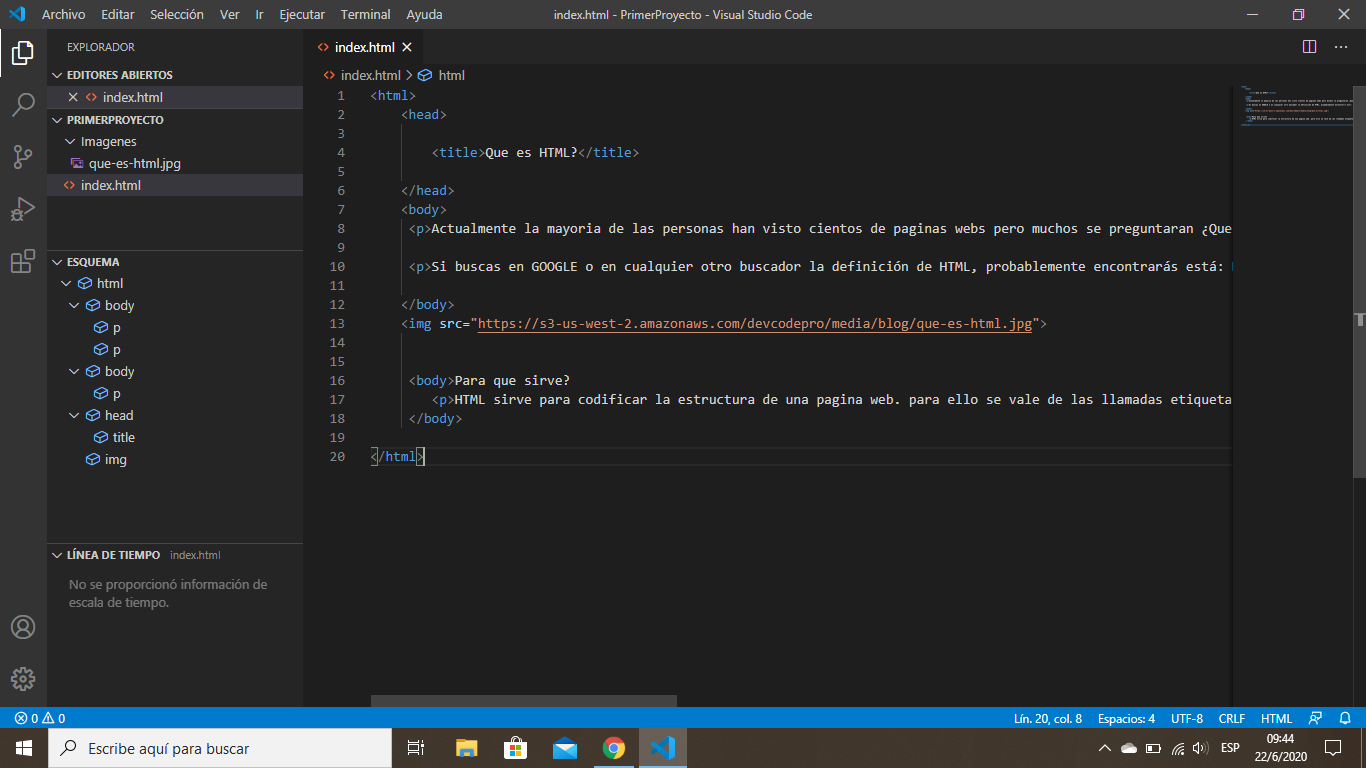 Archivo Editar Selección Ver Ir Ejecutar Terminal Ayuda
index.html - PrimerProyecto - Visual Studio Code
EXPLORADOR
EDITORES ABIERTOS
index.html
PRIMERPROYECTO
Imagenes
que-es-html.jpg
index.html
ESQUEMA
html
body
p
p
body
p
head
title
img
LÍNEA DE TIEMPO index.html
No se proporcionó información de
escala de tiempo.
index.html
index.html > html
1 <html>
2 <head>
3
4 <title>Que es HTML?</title>
5
6 </head>
7 <body>
8 <p>Actualmente la mayoria de las personas han visto cientos de paginas webs pero muchos se preguntaran ¿Que
9
10 <p>Si buscas en GOOGLE o en cualquier otro buscador la definición de HTML, probablemente encontrarás está:
11
12 </body>
13 <img src="https://s3-us-west-2.amazonaws.com/devcodepro/media/blog/que-es-html.jpg">
14
15
16 <body>Para que sirve?
17 <p>HTML sirve para codificar la estructura de una pagina web. para ello se vale de las llamadas etiqueta
18 </body>
19
20 </html>
0 0
Lín. 20, col. 8 Espacios: 4 UTF-8 CRLF HTML
Escribe aquí para buscar
ESP
09:44
22/6/2020